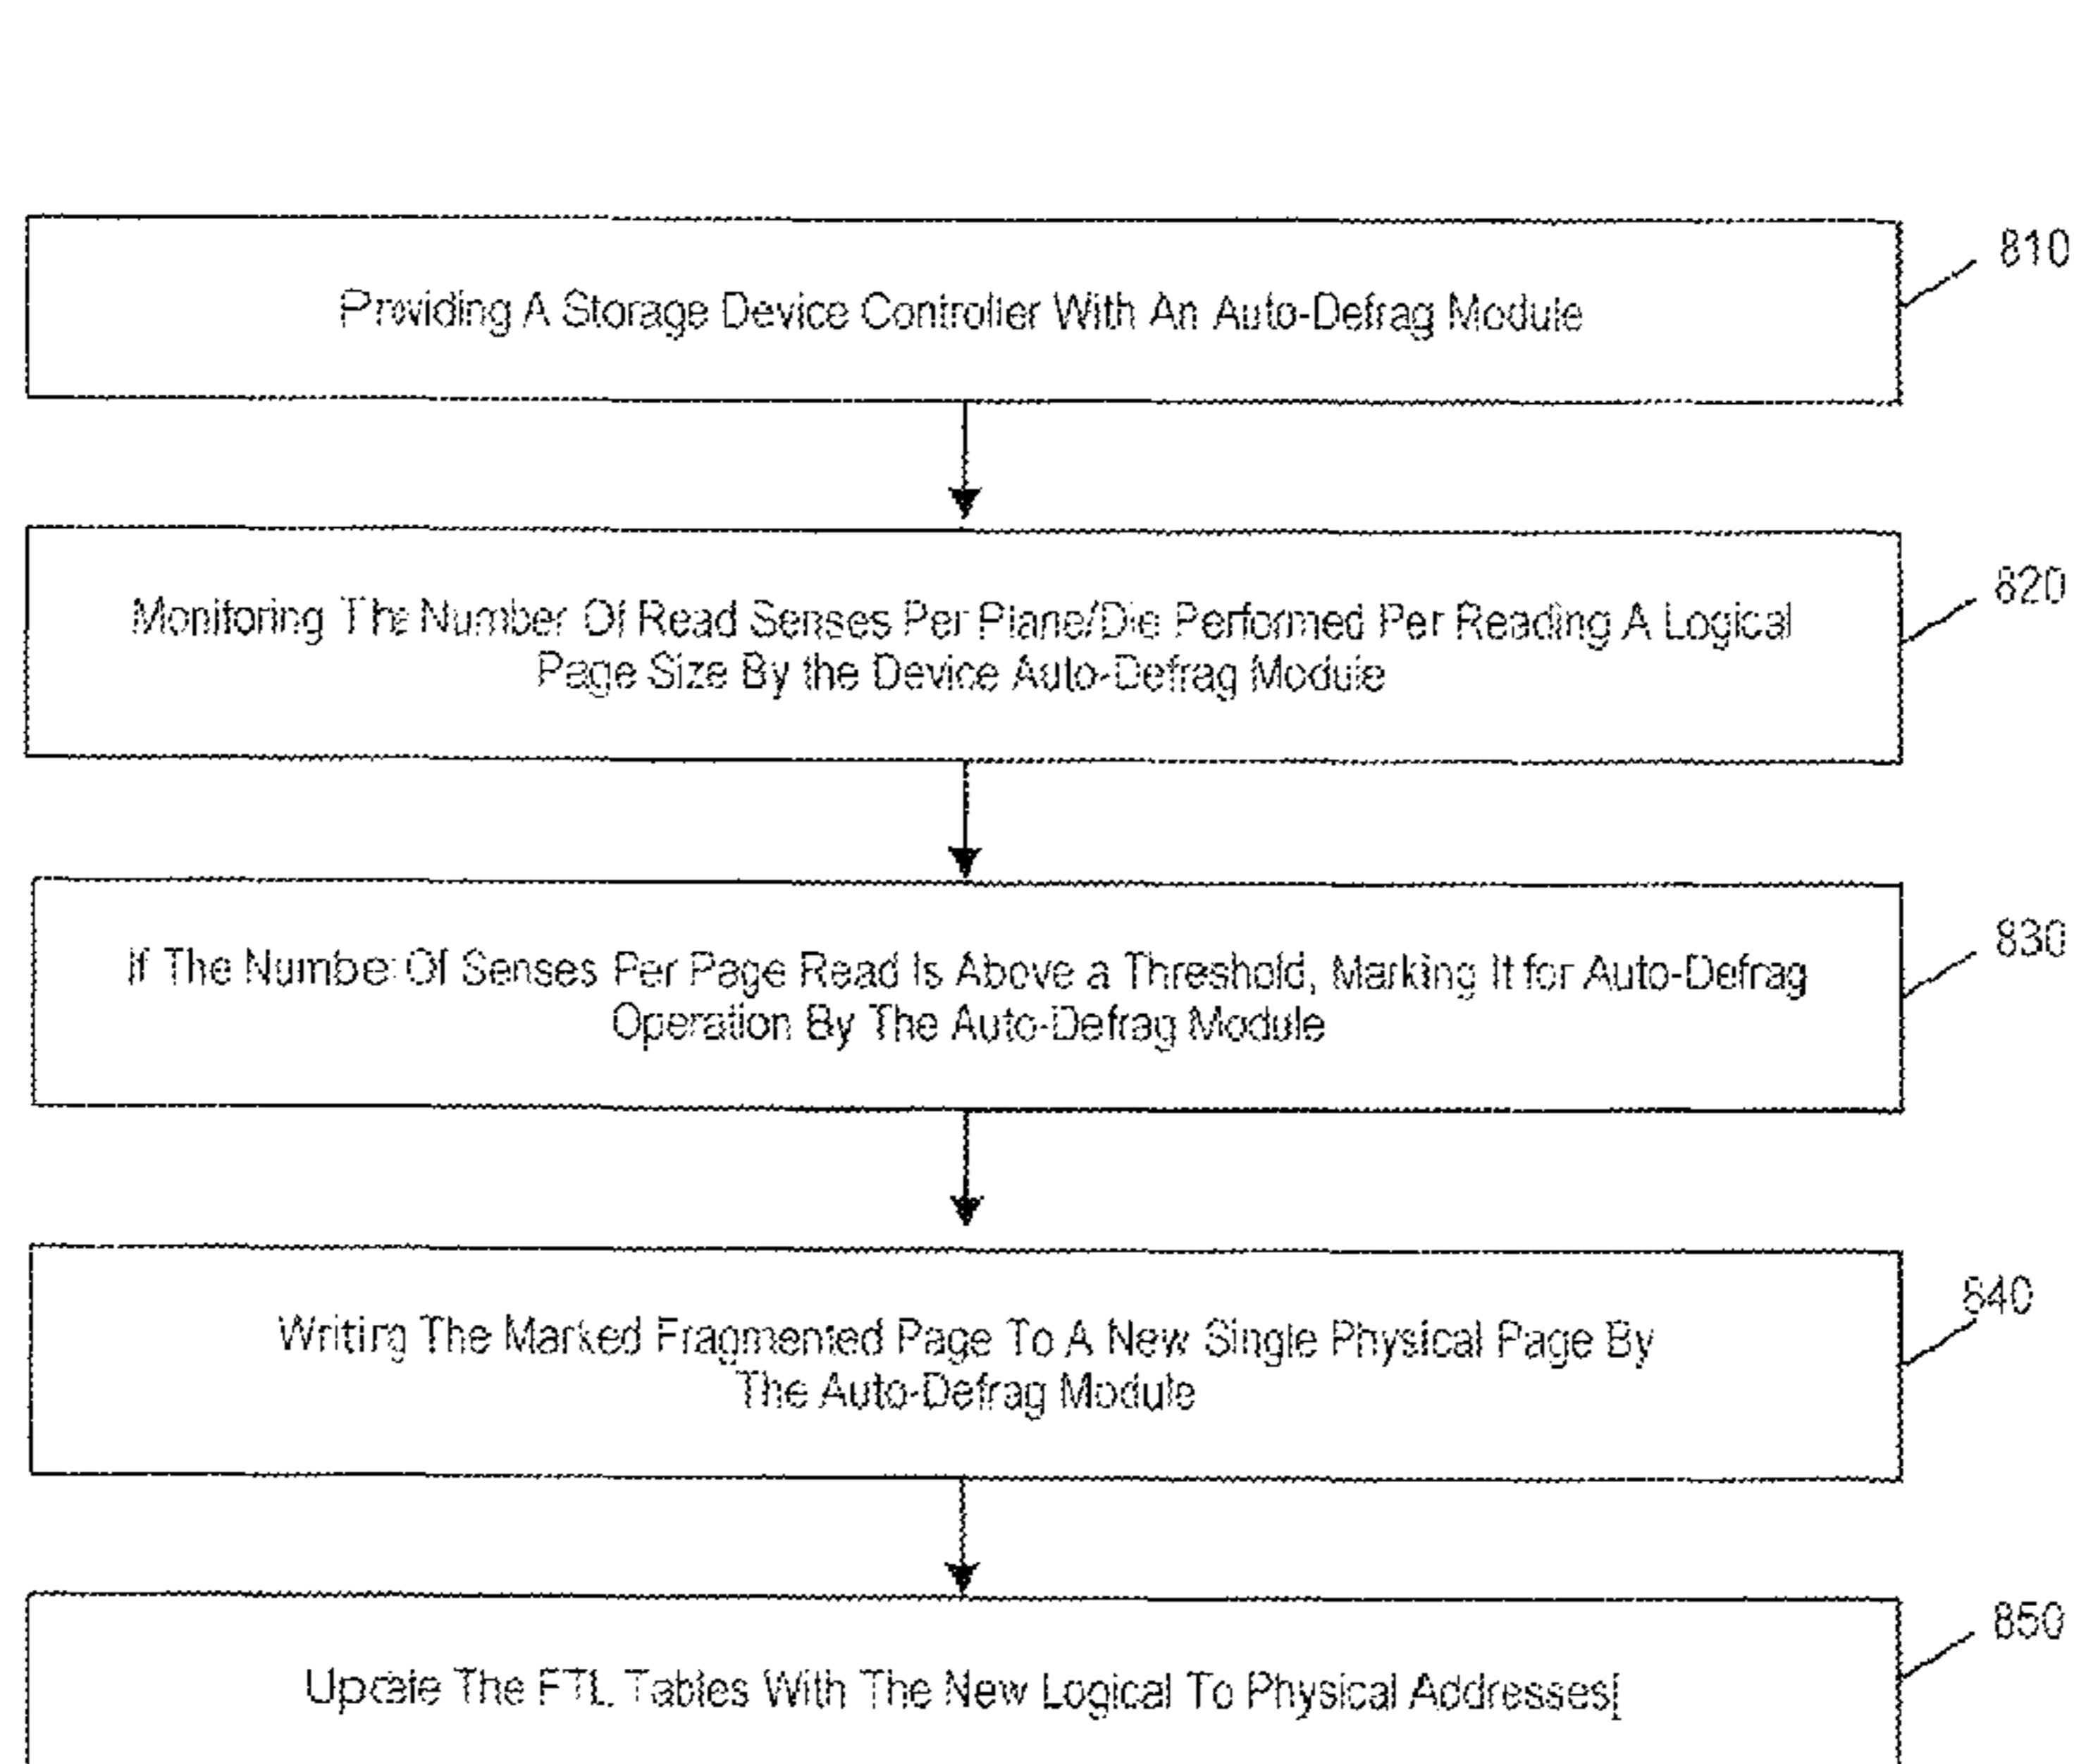 810
Providing A Storage Device Controller With An Auto-Defrag Module
820
Monitoring The Number Of Read Senses Per Plane/Die Performed Per Reading A Logical
Page Size By the Device Auto-Defrag Module
830
If The Number Of Senses Per Page Read Is Above a Threshold, Marking It for Auto-Defrag
Operation By The Auto-Defrag Module
840
Writing The Marked Fragmented Page To A New Single Physical Page By
The Auto-Defrag Module
850
Update The FTL Tables With The New Logical To Physical Addresses[